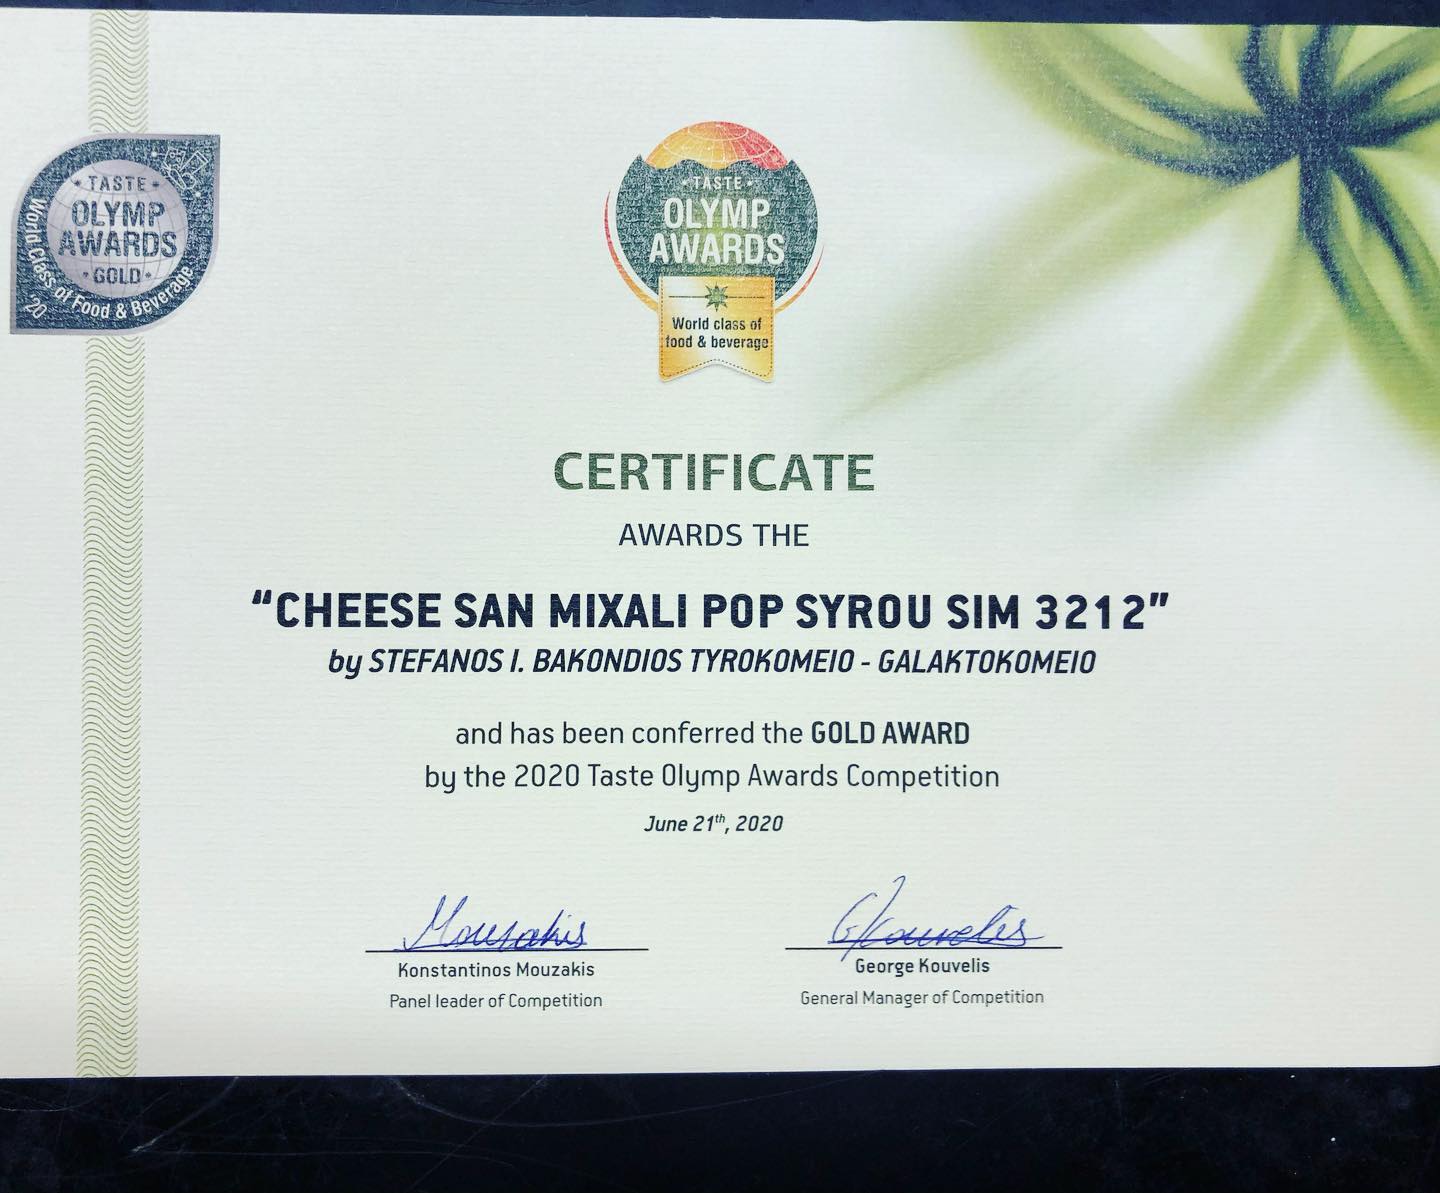 • TASTE •
OLYMP
AWARDS
• GOLD •
World Class of Food & Beverage
20
• TASTE •
OLYMP
AWARDS
World class of
food & beverage
CERTIFICATE
AWARDS THE
“CHEESE SAN MIXALI POP SYROU SIM 3212”
by STEFANOS I. BAKONDIOS TYROKOMEIO - GALAKTOKOMEIO
and has been conferred the GOLD AWARD
by the 2020 Taste Olymp Awards Competition
June 21th, 2020
Mouzakis
GKouvelis
Konstantinos Mouzakis
George Kouvelis
Panel leader of Competition
General Manager of Competition